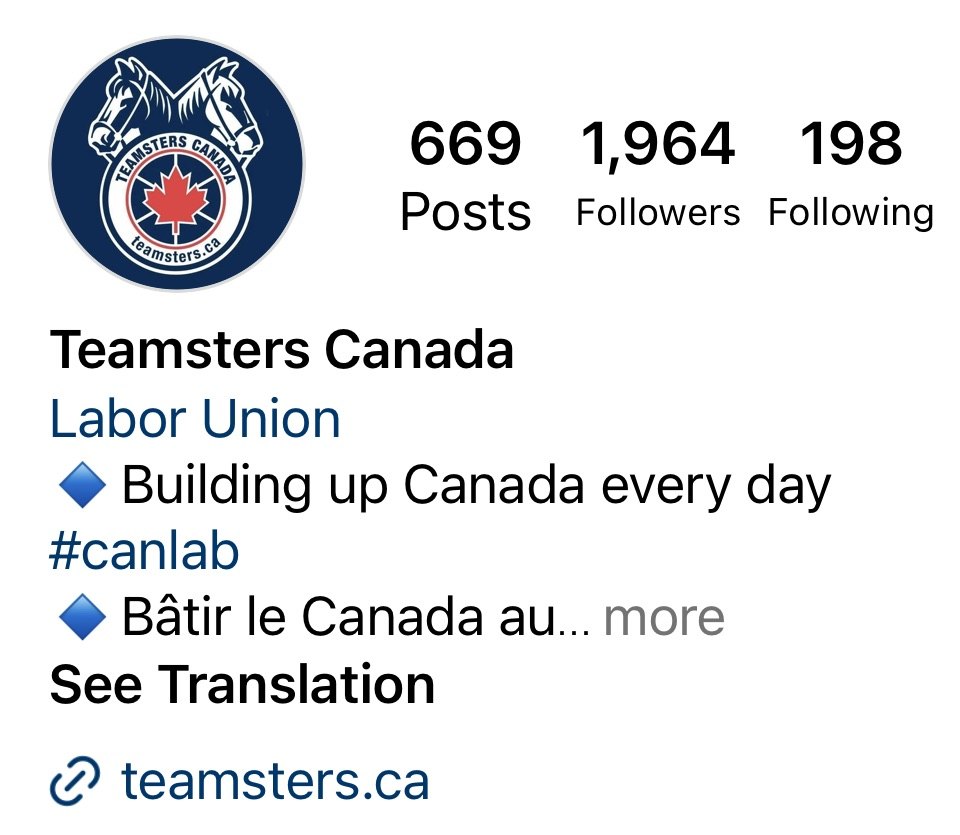 TEAMSTERS CANADA
teamsters.ca
669 1,964 198
Posts Followers Following
Teamsters Canada
Labor Union
🔷 Building up Canada every day
#canlab
🔷 Bâtir le Canada au... more
See Translation
teamsters.ca